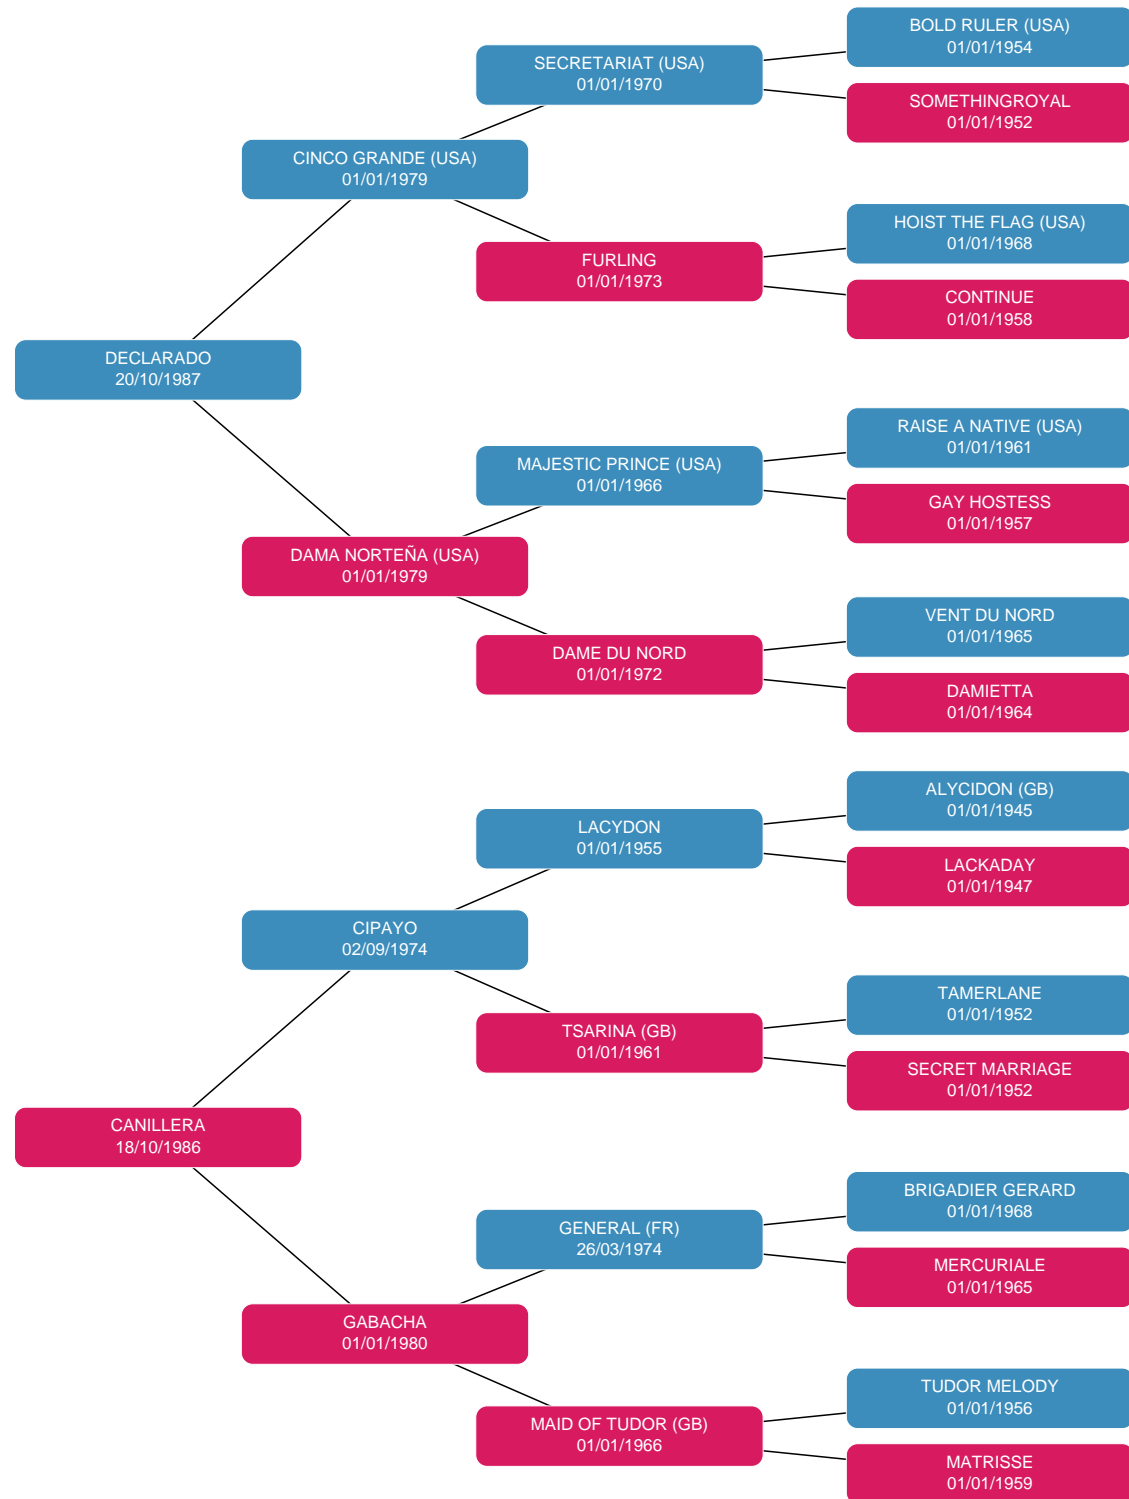 BOLD RULER (USA)
01/01/1954
SECRETARIAT (USA)
01/01/1970
SOMETHINGROYAL
01/01/1952
CINCO GRANDE (USA)
01/01/1979
HOIST THE FLAG (USA)
01/01/1968
FURLING
01/01/1973
CONTINUE
01/01/1958
DECLARADO
20/10/1987
RAISE A NATIVE (USA)
01/01/1961
MAJESTIC PRINCE (USA)
01/01/1966
GAY HOSTESS
01/01/1957
DAMA NORTEÑA (USA)
01/01/1979
VENT DU NORD
01/01/1965
DAME DU NORD
01/01/1972
DAMIETTA
01/01/1964
ALYCIDON (GB)
01/01/1945
LACYDON
01/01/1955
LACKADAY
01/01/1947
CIPAYO
02/09/1974
TAMERLANE
01/01/1952
TSARINA (GB)
01/01/1961
SECRET MARRIAGE
01/01/1952
CANILLERA
18/10/1986
BRIGADIER GERARD
01/01/1968
GENERAL (FR)
26/03/1974
MERCURIALE
01/01/1965
GABACHA
01/01/1980
TUDOR MELODY
01/01/1956
MAID OF TUDOR (GB)
01/01/1966
MATRISSE
01/01/1959